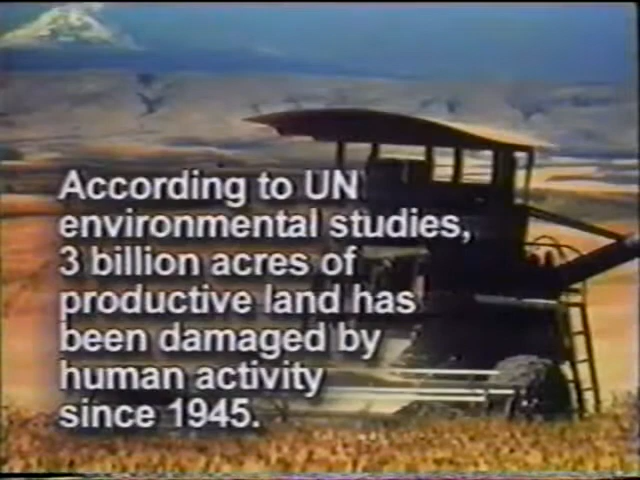 According to UN
environmental studies,
3 billion acres of
productive land has
been damaged by
human activity
since 1945.